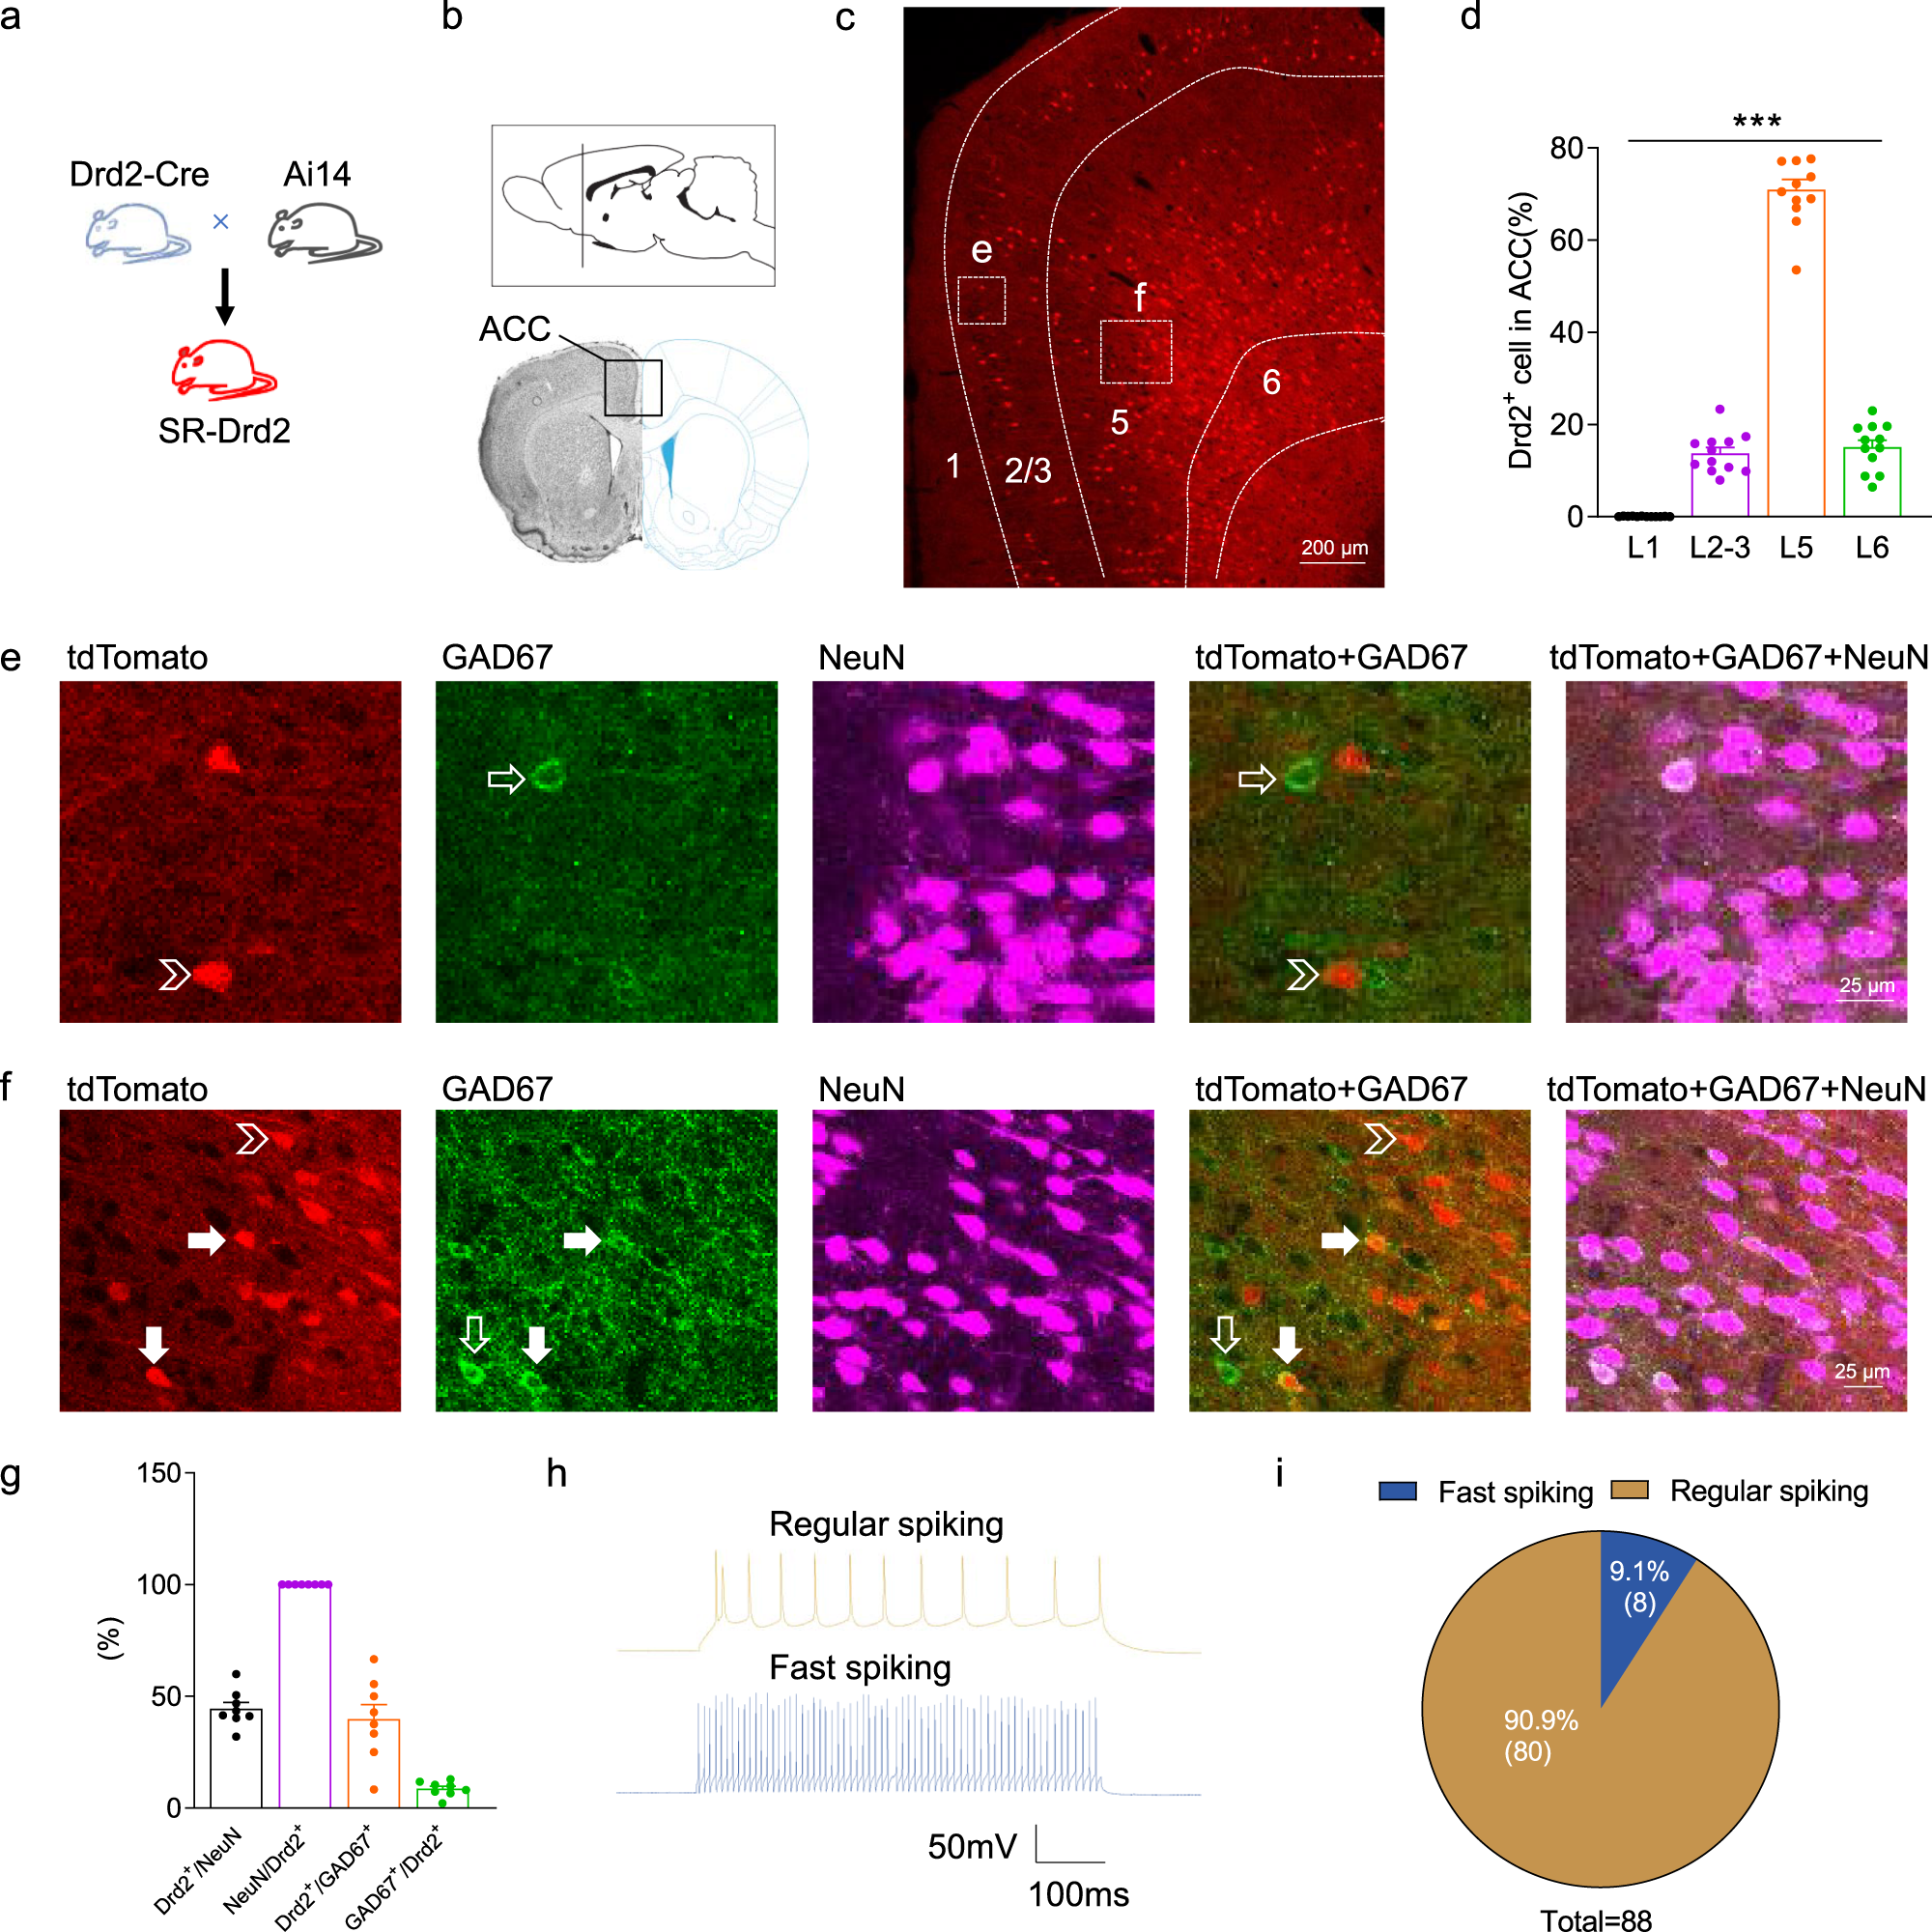 a
b
c
d
Drd2-Cre
Ai14
×
SR-Drd2
ACC
e
f
1
2/3
5
6
200 µm
***
Drd2+ cell in ACC(%)
80
60
40
20
0
L1
L2-3
L5
L6
e
tdTomato
GAD67
NeuN
tdTomato+GAD67
tdTomato+GAD67+NeuN
25 µm
f
tdTomato
GAD67
NeuN
tdTomato+GAD67
tdTomato+GAD67+NeuN
25 µm
g
(%)
150
100
50
0
Drd2+/NeuN
NeuN/Drd2+
Drd2+/GAD67+
GAD67+/Drd2+
h
Regular spiking
Fast spiking
50mV
100ms
i
Fast spiking
Regular spiking
9.1%
(8)
90.9%
(80)
Total=88